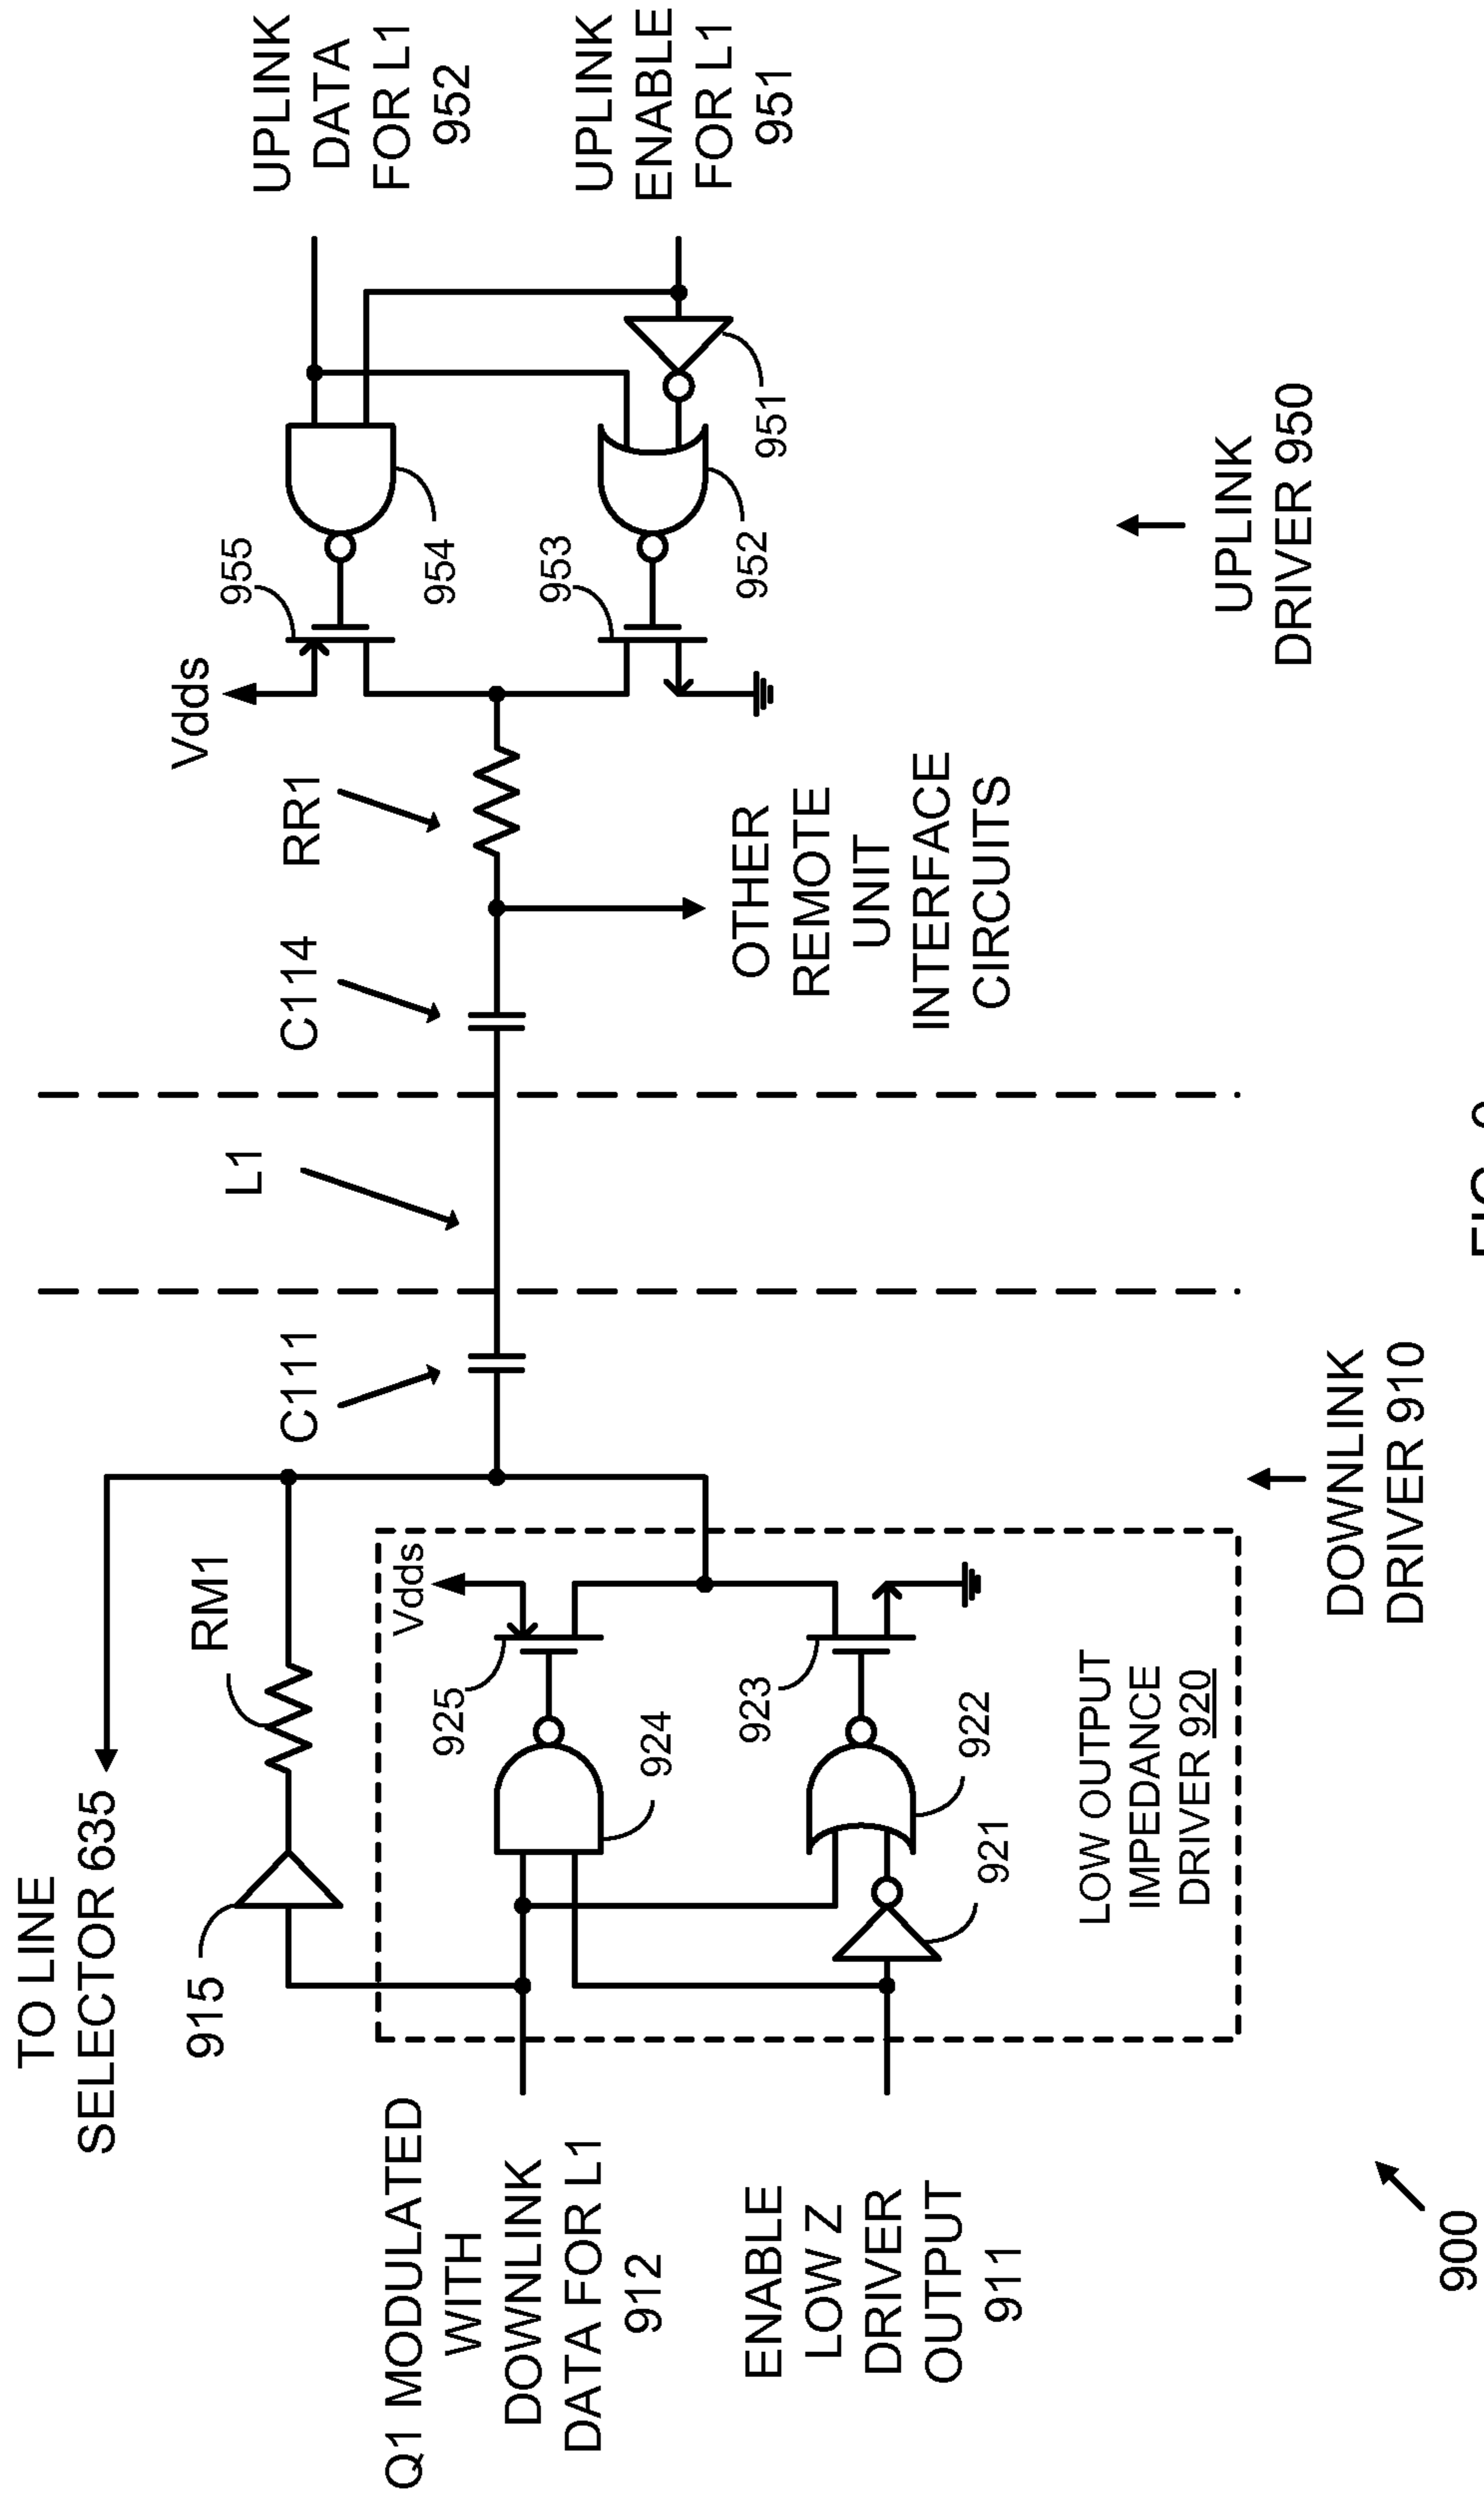 TO LINE
SELECTOR 635
915
RM1
C111
L1
C114
RR1
Vdds
955
954
953
952
951
UPLINK
DATA
FOR L1
952
UPLINK
ENABLE
FOR L1
951
Q1 MODULATED
WITH
DOWNLINK
DATA FOR L1
912
ENABLE
LOW Z
DRIVER
OUTPUT
911
Vdds
925
924
923
922
921
LOW OUTPUT
IMPEDANCE
DRIVER 920
OTHER
REMOTE
UNIT
INTERFACE
CIRCUITS
DOWNLINK
DRIVER 910
UPLINK
DRIVER 950
900